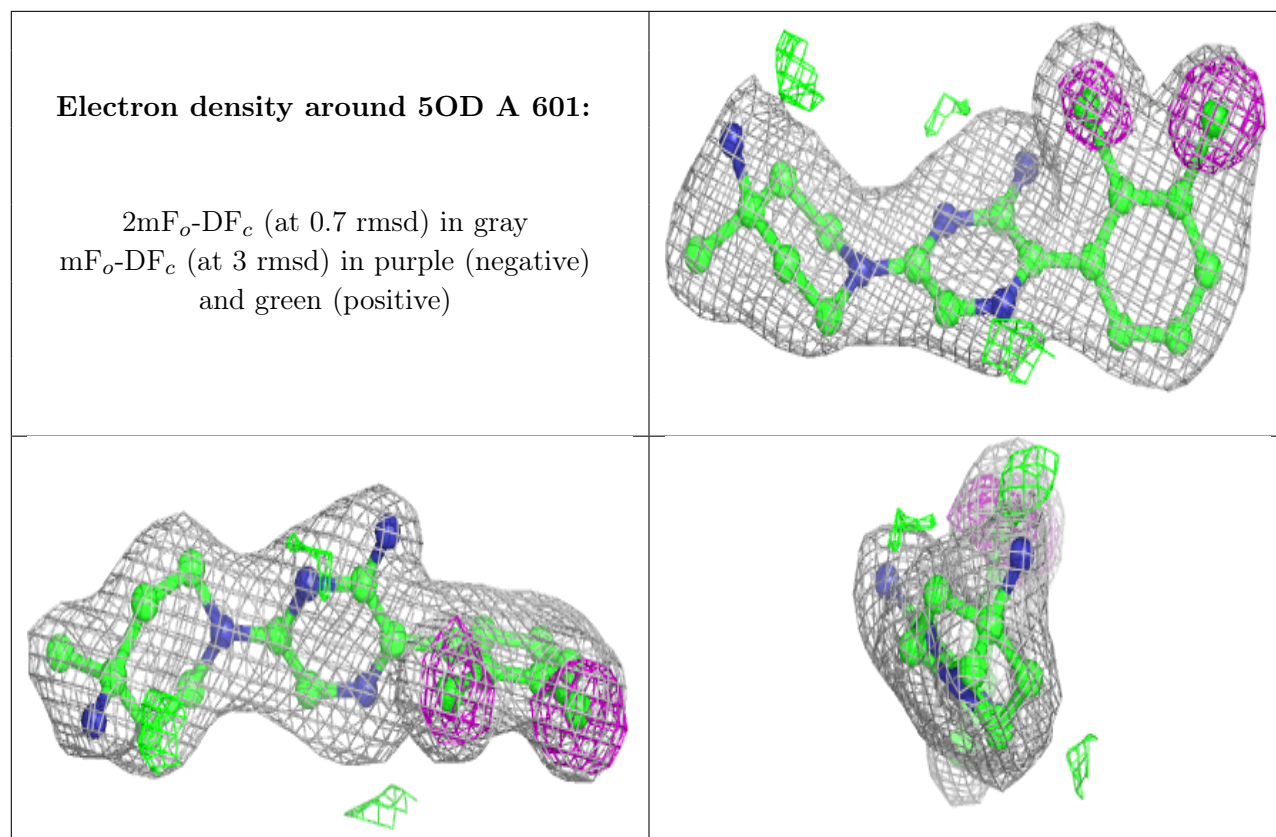 Electron density around 5OD A 601:
2mFo-DFc (at 0.7 rmsd) in gray
mFo-DFc (at 3 rmsd) in purple (negative)
and green (positive)